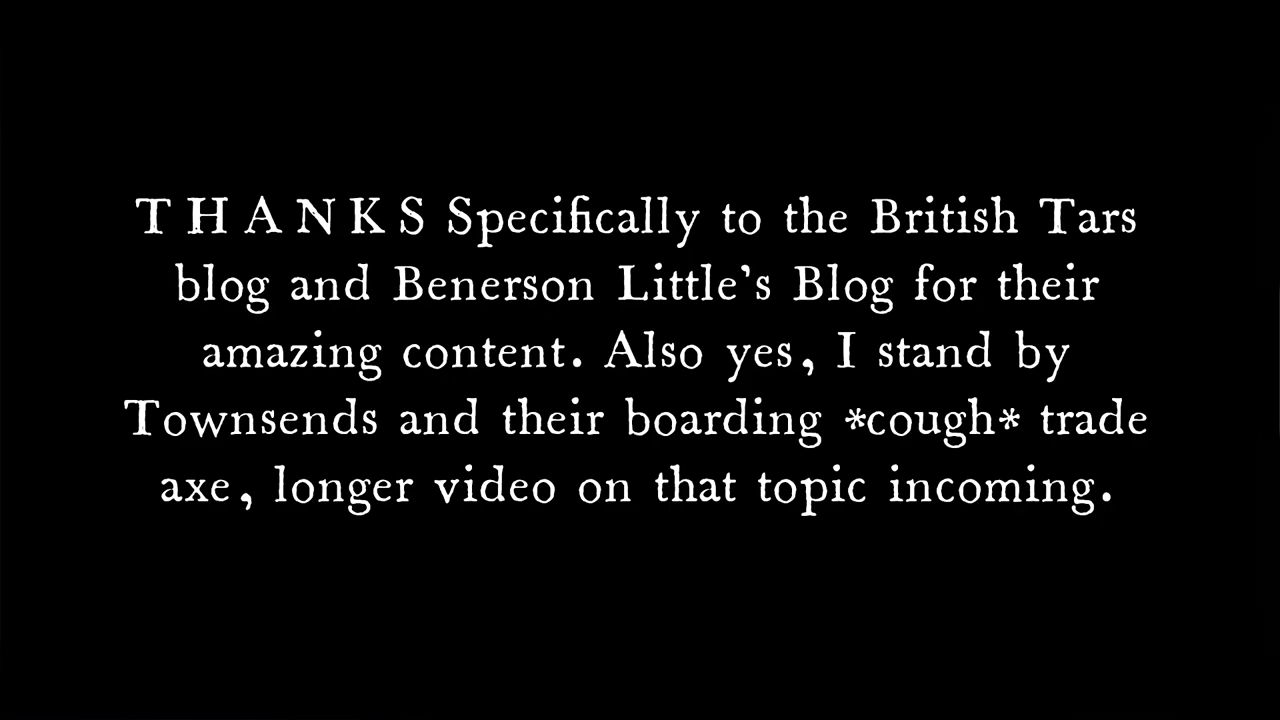 T H A N K S Specifically to the British Tars
blog and Benerson Little's Blog for their
amazing content. Also yes, I stand by
Townsends and their boarding *cough* trade
axe, longer video on that topic incoming.